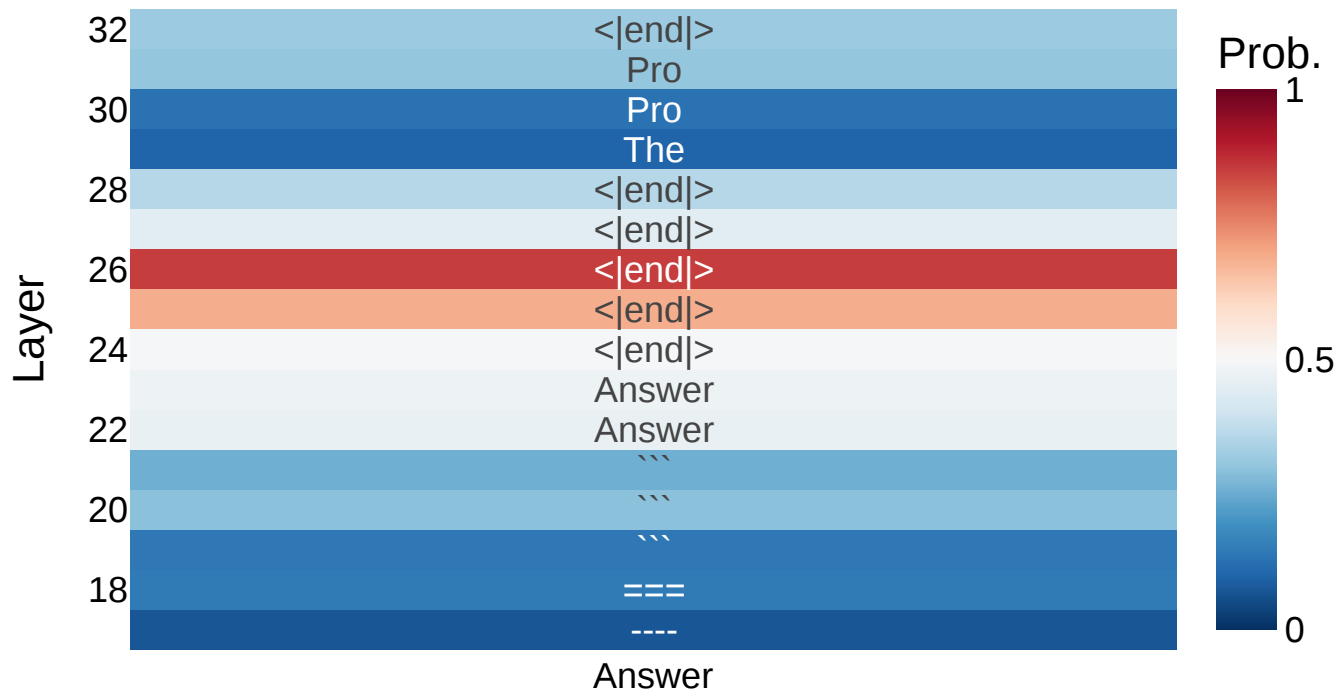 32 <|end|>
Pro
30 Pro
The
28 <|end|>
<|end|>
26 <|end|>
<|end|>
24 <|end|>
Answer
22 Answer
```
20 ```
```
18 ===
----
Answer
Layer
Prob.
1
0.5
0